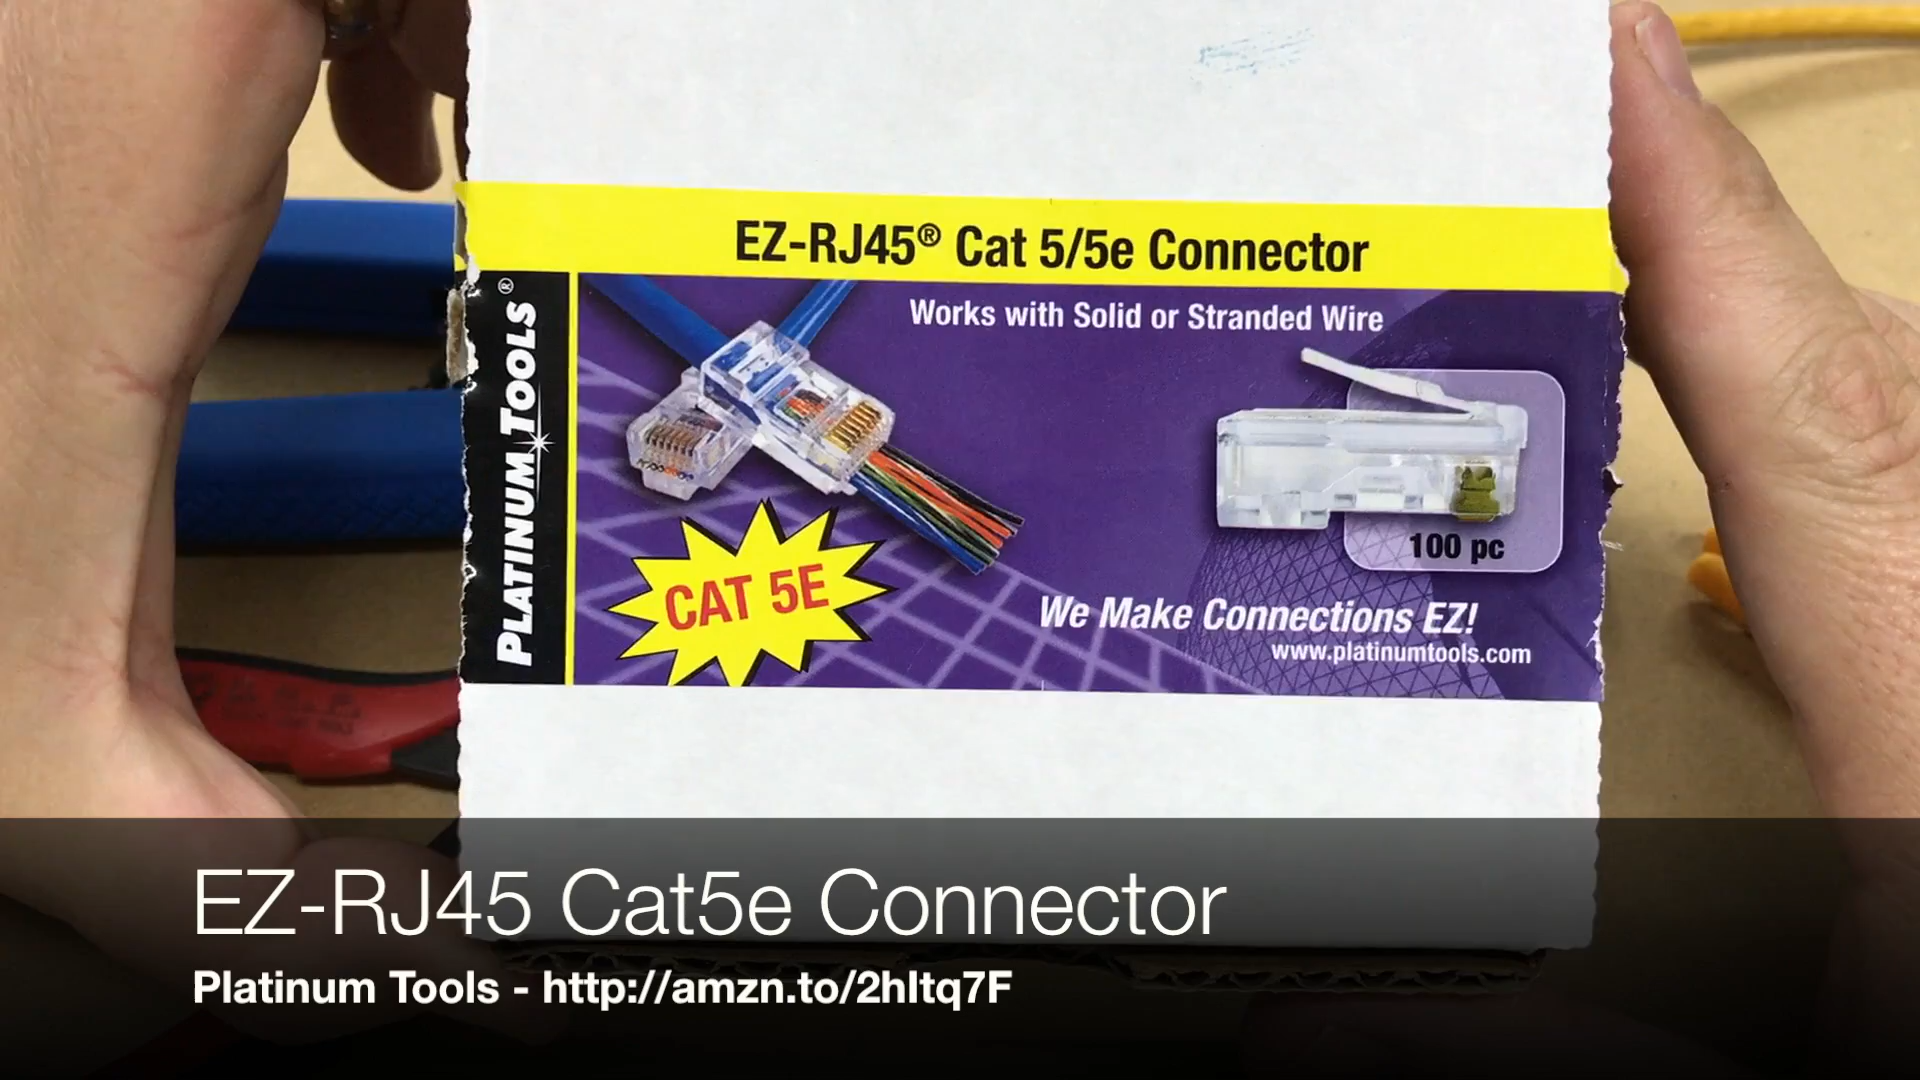 EZ-RJ45® Cat 5/5e Connector
PLATINUM TOOLS®
Works with Solid or Stranded Wire
100 pc
CAT 5E
We Make Connections EZ!
www.platinumtools.com
EZ-RJ45 Cat5e Connector
Platinum Tools - http://amzn.to/2hItq7F